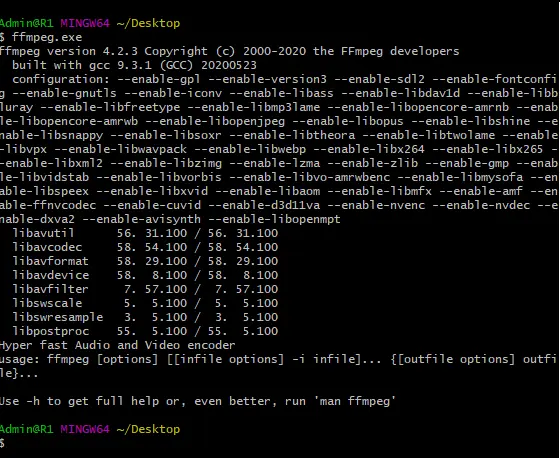 Admin@R1 MINGW64 ~/Desktop
$ ffmpeg.exe
ffmpeg version 4.2.3 Copyright (c) 2000-2020 the FFmpeg developers
  built with gcc 9.3.1 (GCC) 20200523
  configuration: --enable-gpl --enable-version3 --enable-sdl2 --enable-fontconfi
g --enable-gnutls --enable-iconv --enable-libass --enable-libdav1d --enable-libb
luray --enable-libfreetype --enable-libmp3lame --enable-libopencore-amrnb --enab
le-libopencore-amrwb --enable-libopenjpeg --enable-libopus --enable-libshine --e
nable-libsnappy --enable-libsoxr --enable-libtheora --enable-libtwolame --enable
-libvpx --enable-libwavpack --enable-libwebp --enable-libx264 --enable-libx265 -
-enable-libxml2 --enable-libzimg --enable-lzma --enable-zlib --enable-gmp --enab
le-libvidstab --enable-libvorbis --enable-libvo-amrwbenc --enable-libmysofa --en
able-libspeex --enable-libxvid --enable-libaom --enable-libmfx --enable-amf --en
able-ffnvcodec --enable-cuvid --enable-d3d11va --enable-nvenc --enable-nvdec --e
nable-dxva2 --enable-avisynth --enable-libopenmpt
  libavutil      56. 31.100 / 56. 31.100
  libavcodec     58. 54.100 / 58. 54.100
  libavformat    58. 29.100 / 58. 29.100
  libavdevice    58.  8.100 / 58.  8.100
  libavfilter     7. 57.100 /  7. 57.100
  libswscale      5.  5.100 /  5.  5.100
  libswresample   3.  5.100 /  3.  5.100
  libpostproc    55.  5.100 / 55.  5.100
Hyper fast Audio and Video encoder
usage: ffmpeg [options] [[infile options] -i infile]... {[outfile options] outfi
le}...
Use -h to get full help or, even better, run 'man ffmpeg'
Admin@R1 MINGW64 ~/Desktop
$